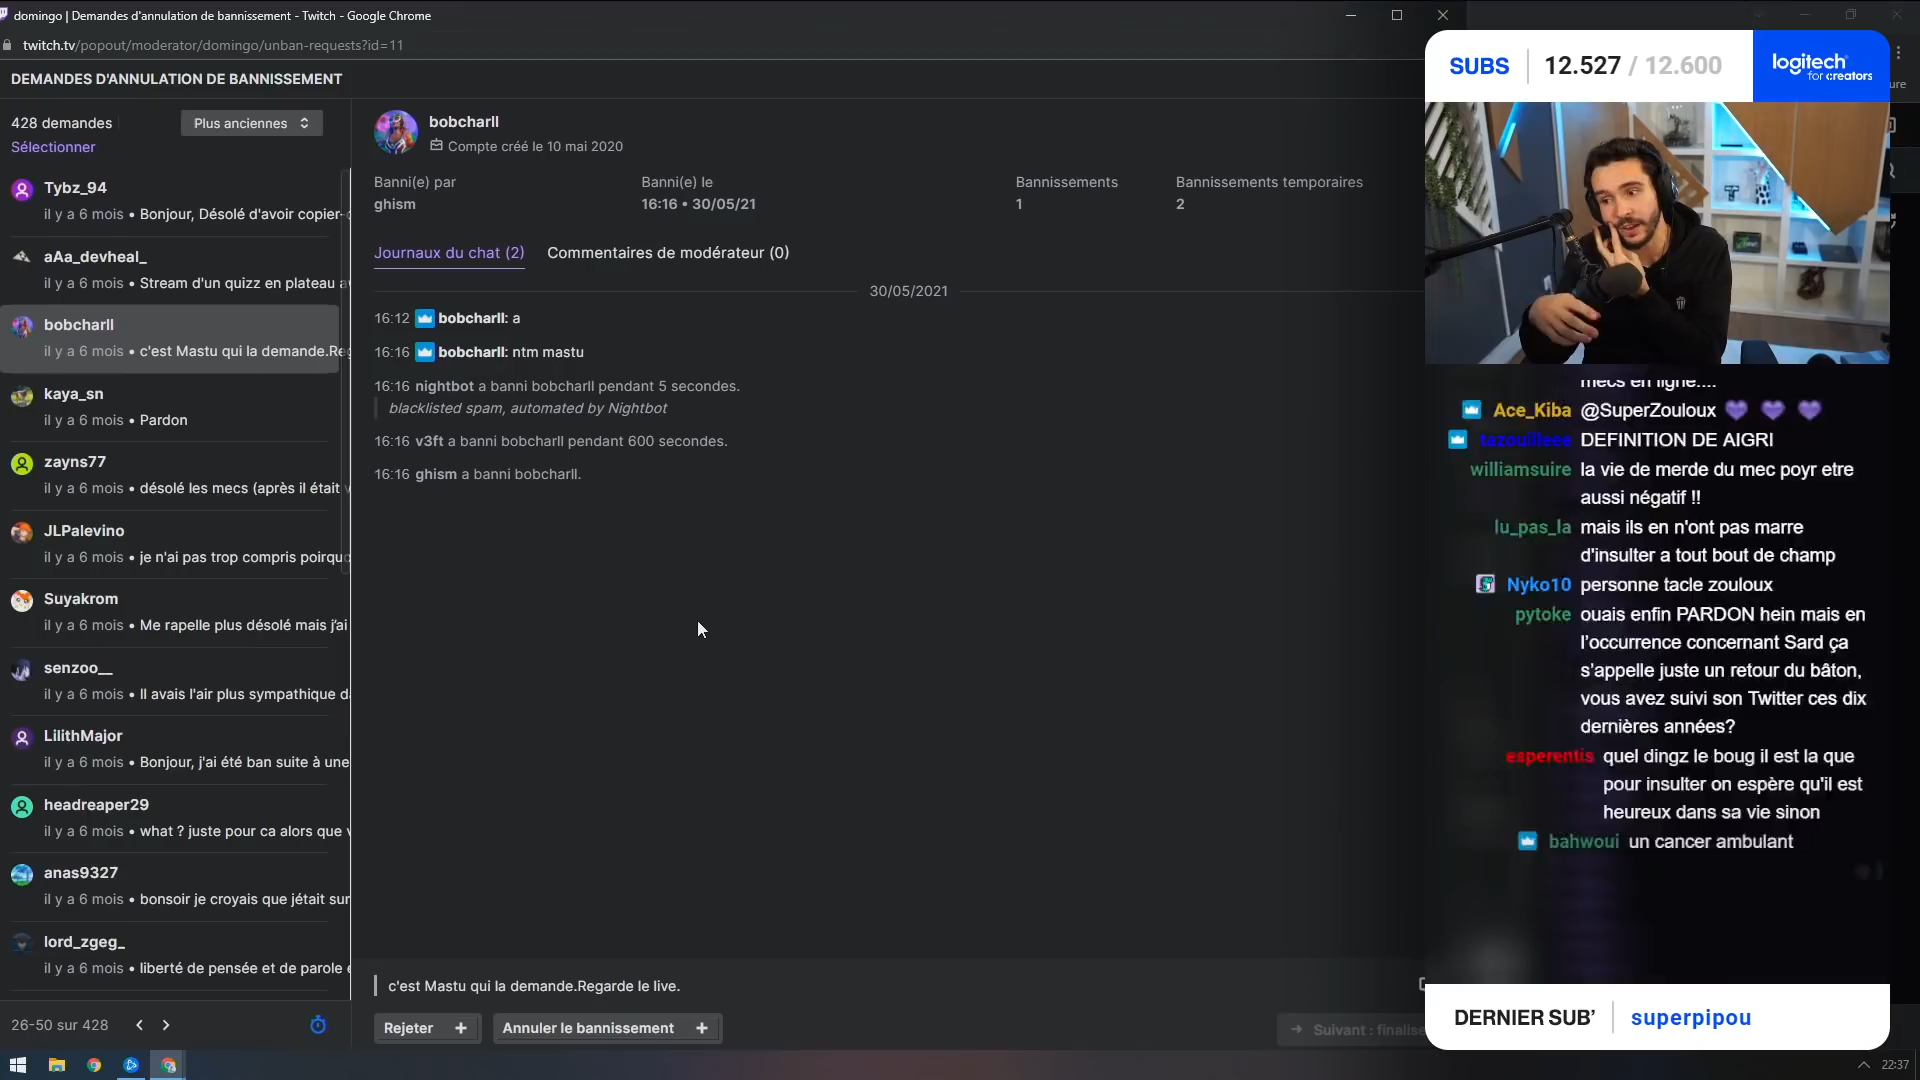 domingo | Demandes d'annulation de bannissement - Twitch - Google Chrome
twitch.tv/popout/moderator/domingo/unban-requests?id=11
DEMANDES D'ANNULATION DE BANNISSEMENT
428 demandes
Plus anciennes
Sélectionner
Tybz_94
il y a 6 mois • Bonjour, Désolé d'avoir copier-
aAa_devheal_
il y a 6 mois • Stream d'un quizz en plateau
bobcharll
il y a 6 mois • c'est Mastu qui la demande.Re
kaya_sn
il y a 6 mois • Pardon
zayns77
il y a 6 mois • désolé les mecs (après il était
JLPalevino
il y a 6 mois • je n'ai pas trop compris poirqu
Suyakrom
il y a 6 mois • Me rapelle plus désolé mais j'ai
senzoo__
il y a 6 mois • Il avais l'air plus sympathique d
LilithMajor
il y a 6 mois • Bonjour, j'ai été ban suite à une
headreaper29
il y a 6 mois • what ? juste pour ca alors que
anas9327
il y a 6 mois • bonsoir je croyais que jétait sur
lord_zgeg_
il y a 6 mois • liberté de pensée et de parole
26-50 sur 428
bobcharll
Compte créé le 10 mai 2020
Banni(e) par
ghism
Banni(e) le
16:16 • 30/05/21
Bannissements
1
Bannissements temporaires
2
Journaux du chat (2)
Commentaires de modérateur (0)
30/05/2021
16:12 bobcharll: a
16:16 bobcharll: ntm mastu
16:16 nightbot a banni bobcharll pendant 5 secondes.
blacklisted spam, automated by Nightbot
16:16 v3ft a banni bobcharll pendant 600 secondes.
16:16 ghism a banni bobcharll.
c'est Mastu qui la demande.Regarde le live.
Rejeter +
Annuler le bannissement +
→ Suivant : finalise
SUBS 12.527 / 12.600
logitech
for creators
ure
mecs en ligne....
Ace_Kiba @SuperZouloux
tazouilleee DEFINITION DE AIGRI
williamsuire la vie de merde du mec poyr etre
aussi négatif !!
lu_pas_la mais ils en n'ont pas marre
d'insulter a tout bout de champ
Nyko10 personne tacle zouloux
pytoke ouais enfin PARDON hein mais en
l'occurrence concernant Sard ça
s'appelle juste un retour du bâton,
vous avez suivi son Twitter ces dix
dernières années?
esperentis quel dingz le boug il est la que
pour insulter on espère qu'il est
heureux dans sa vie sinon
bahwoui un cancer ambulant
DERNIER SUB' superpipou
22:37